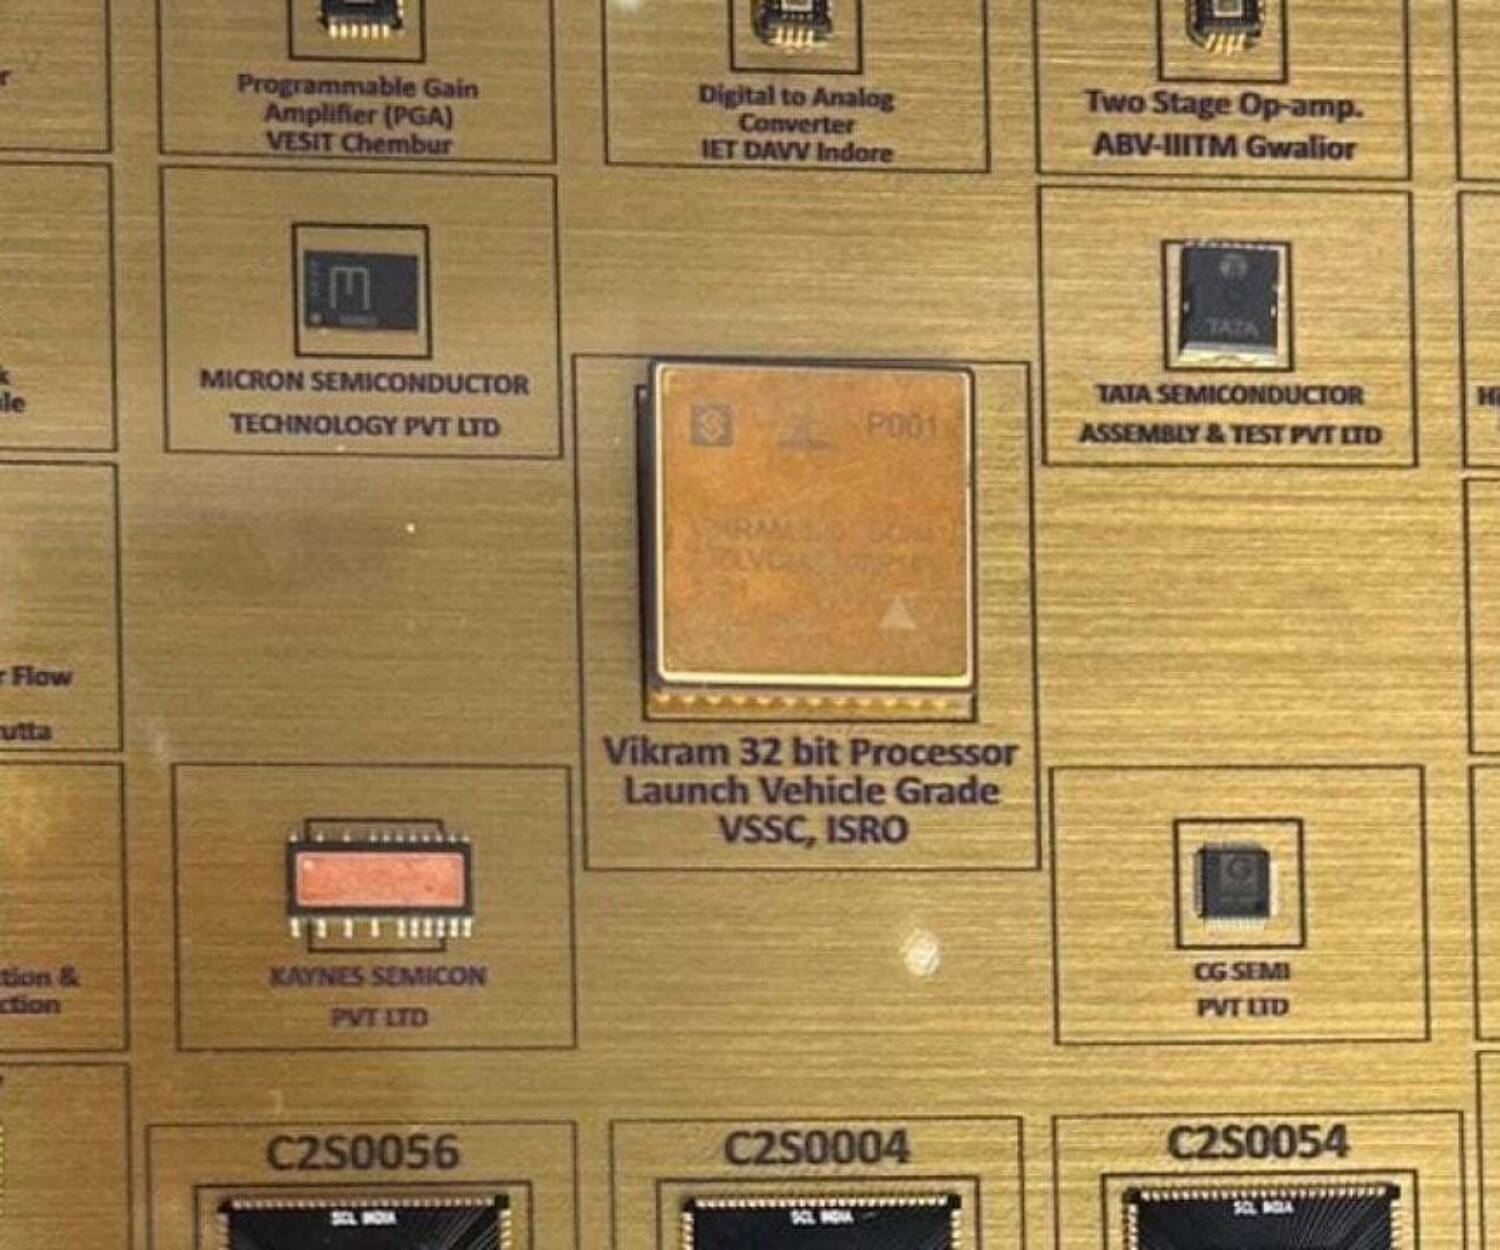 Programmable Gain
Amplifier (PGA)
VESIT Chembur
Digital to Analog
Converter
IET DAVV Indore
Two Stage Op-amp.
ABV-IIITM Gwalior
MICRON SEMICONDUCTOR
TECHNOLOGY PVT LTD
P001
TATA
TATA SEMICONDUCTOR
ASSEMBLY & TEST PVT LTD
Flow
Vikram 32 bit Processor
Launch Vehicle Grade
VSSC, ISRO
KAYNES SEMICON
PVT LTD
CG SEMI
PVT LTD
&
C2S0056
C2S0004
C2S0054
SCL INDIA
SCL INDIA
SCL INDIA